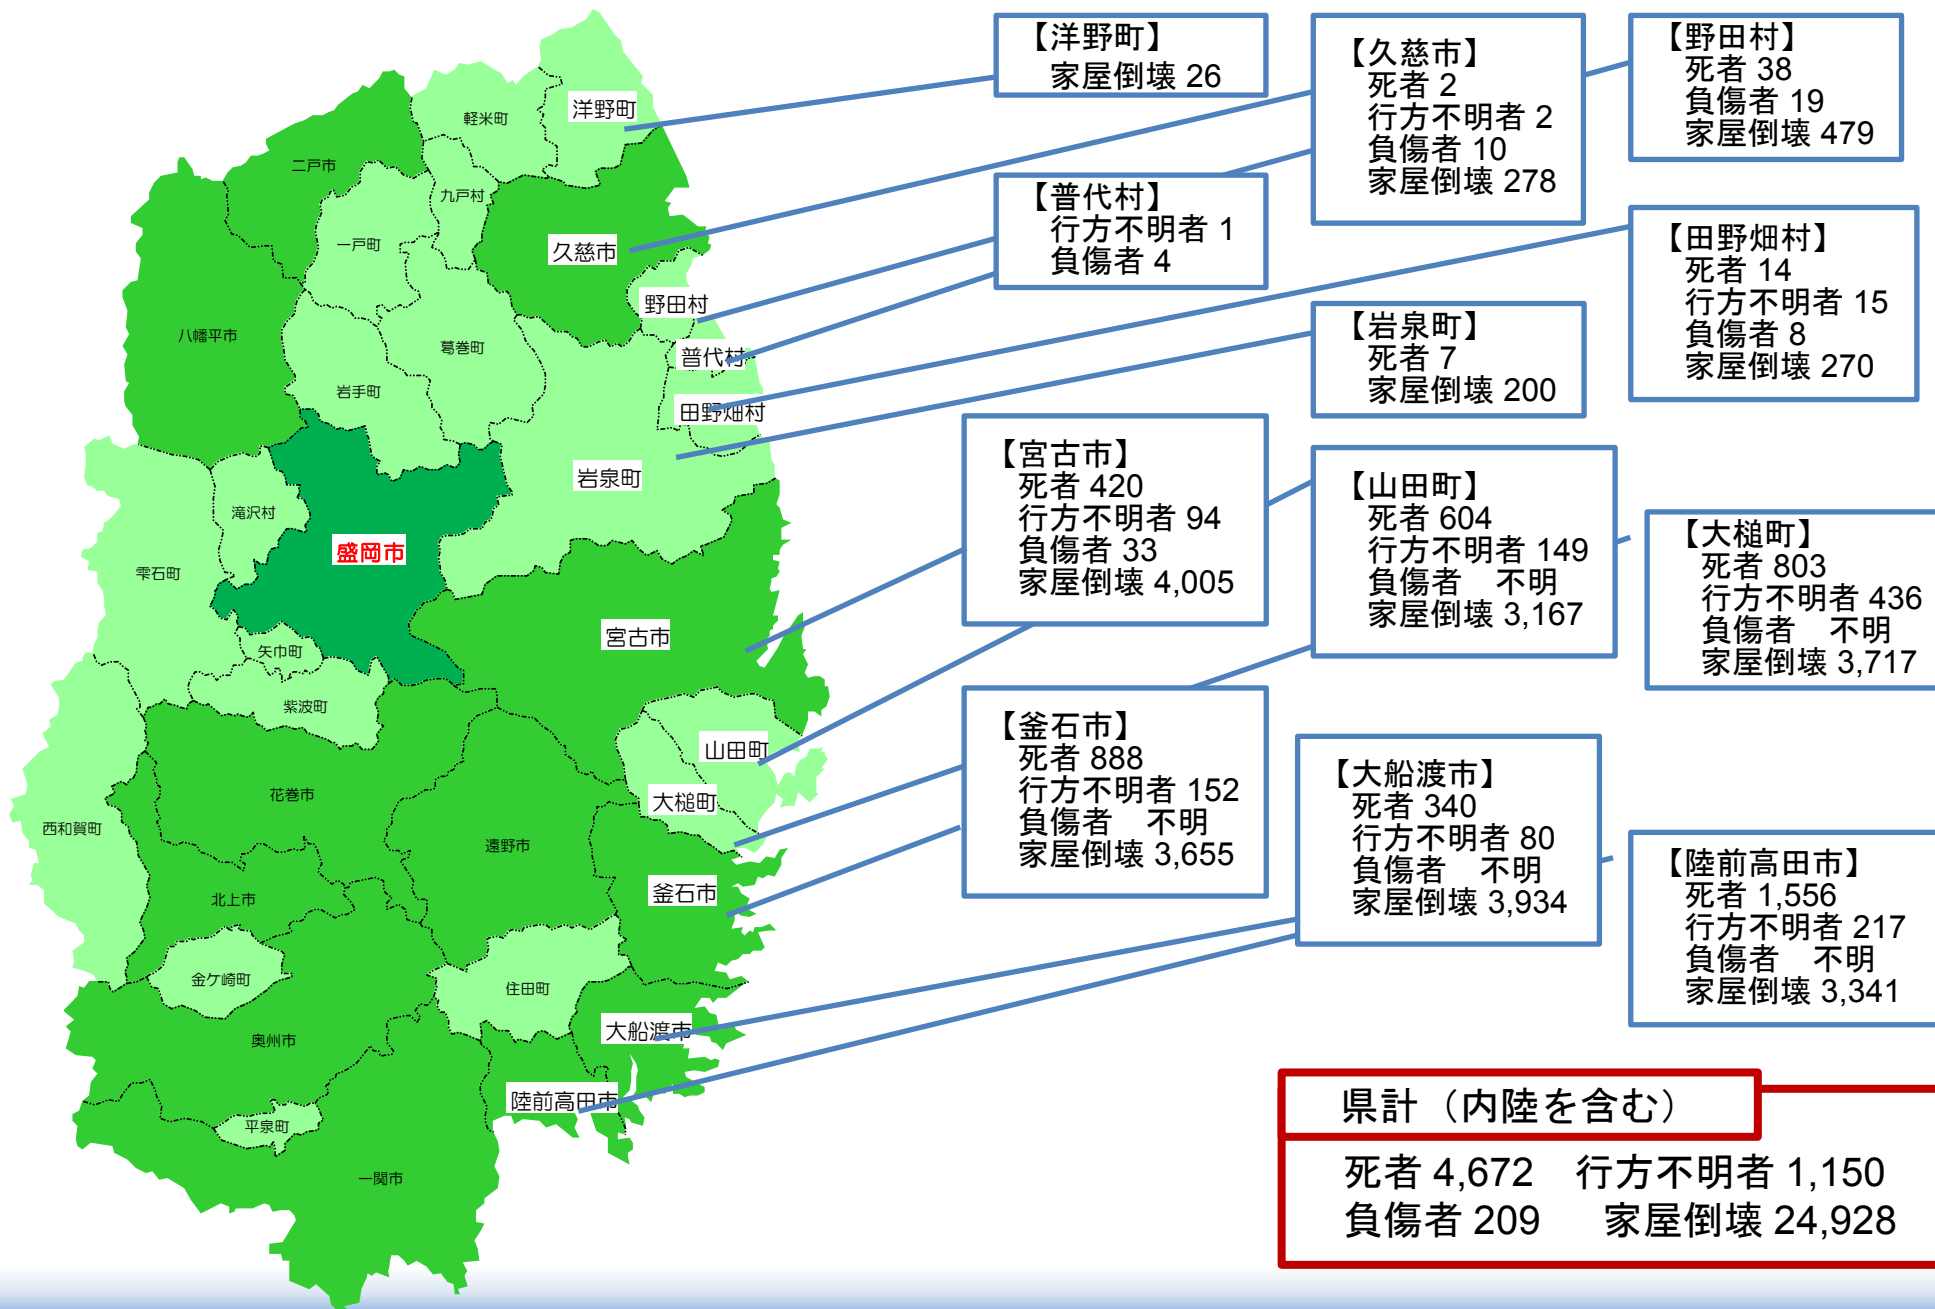 【洋野町】
家屋倒壊 26
【久慈市】
死者 2
行方不明者 2
負傷者 10
家屋倒壊 278
【野田村】
死者 38
負傷者 19
家屋倒壊 479
【普代村】
行方不明者 1
負傷者 4
【田野畑村】
死者 14
行方不明者 15
負傷者 8
家屋倒壊 270
【岩泉町】
死者 7
家屋倒壊 200
【宮古市】
死者 420
行方不明者 94
負傷者 33
家屋倒壊 4,005
【山田町】
死者 604
行方不明者 149
負傷者　不明
家屋倒壊 3,167
【大槌町】
死者 803
行方不明者 436
負傷者　不明
家屋倒壊 3,717
【釜石市】
死者 888
行方不明者 152
負傷者　不明
家屋倒壊 3,655
【大船渡市】
死者 340
行方不明者 80
負傷者　不明
家屋倒壊 3,934
【陸前高田市】
死者 1,556
行方不明者 217
負傷者　不明
家屋倒壊 3,341
県計（内陸を含む）
死者 4,672　行方不明者 1,150
負傷者 209　家屋倒壊 24,928
洋野町
軽米町
二戸市
九戸村
一戸町
久慈市
野田村
八幡平市
葛巻町
普代村
岩手町
田野畑村
岩泉町
滝沢村
盛岡市
雫石町
宮古市
矢巾町
紫波町
山田町
花巻市
大槌町
西和賀町
遠野市
釜石市
北上市
金ケ崎町
住田町
大船渡市
奥州市
陸前高田市
平泉町
一関市